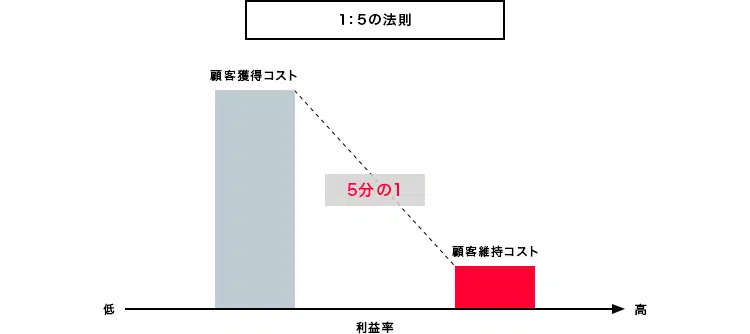 1:5の法則
顧客獲得コスト
5分の1
顧客維持コスト
低
高
利益率